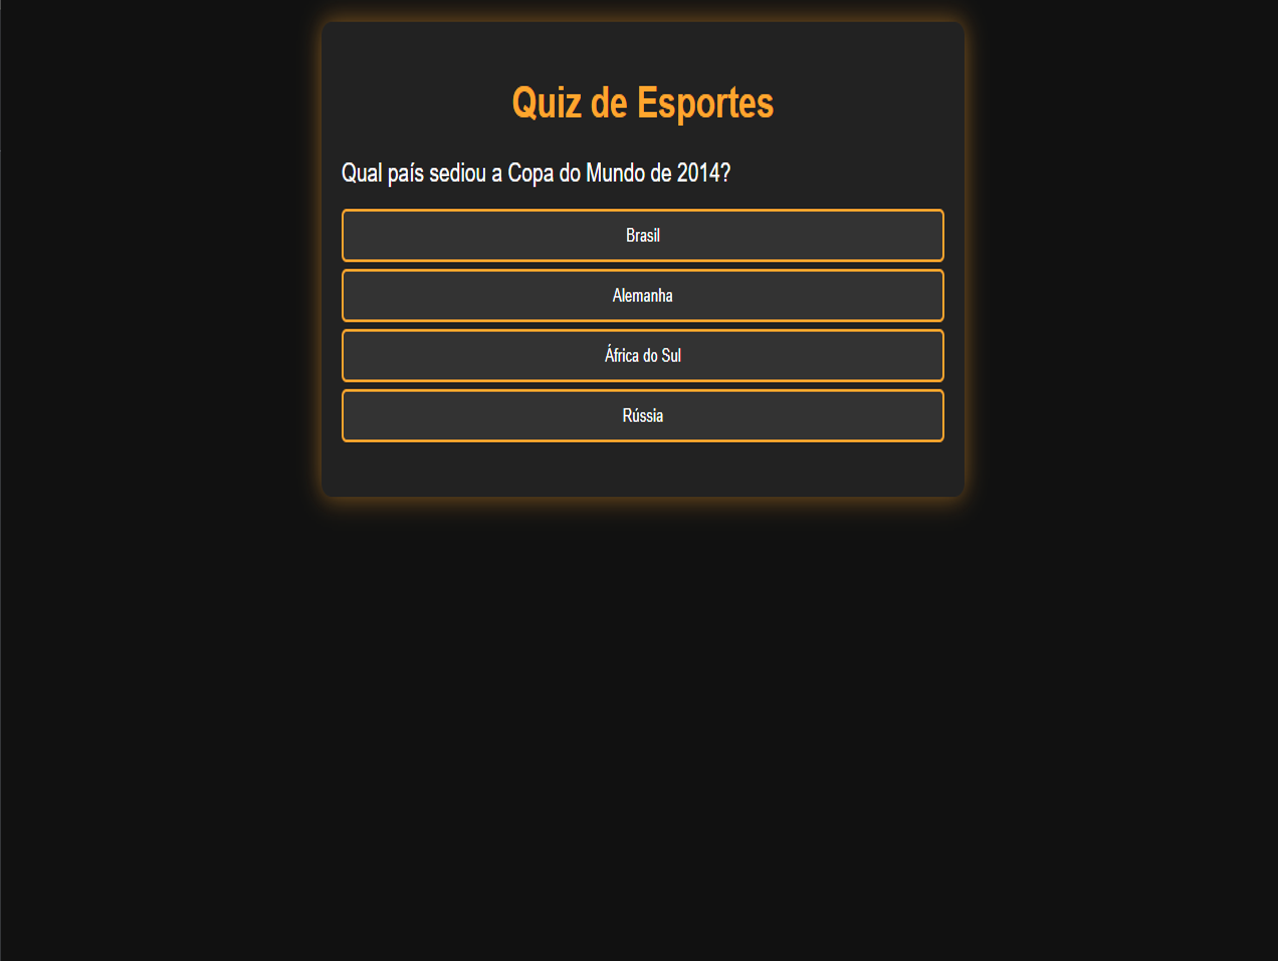 Quiz de Esportes
Qual país sediou a Copa do Mundo de 2014?
Brasil
Alemanha
África do Sul
Rússia